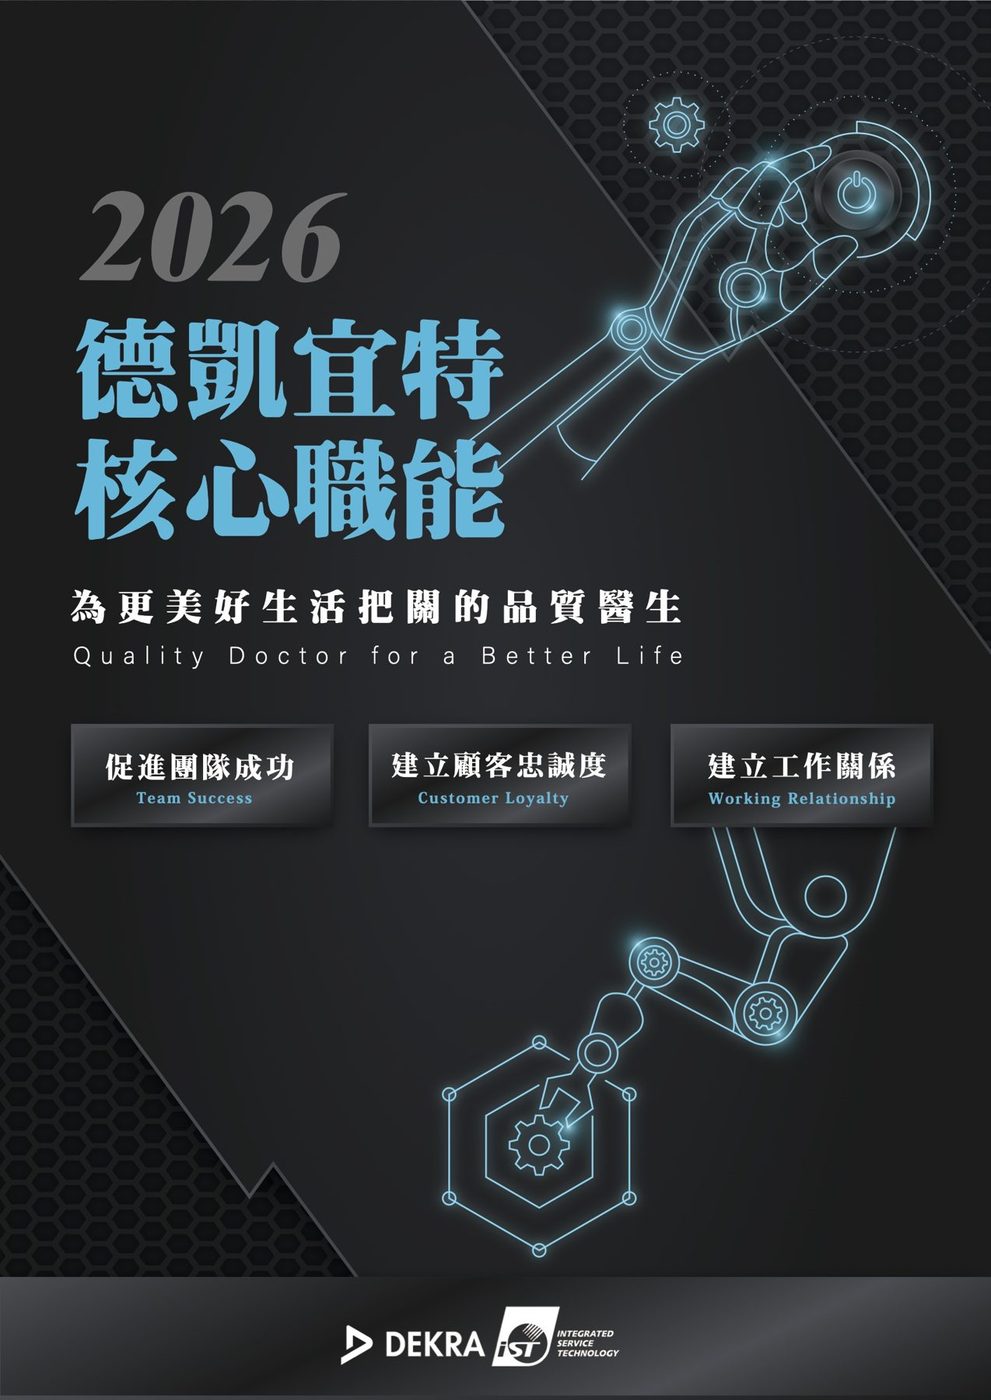 2026
德凱宜特
核心職能
為更美好生活把關的品質醫生
Quality Doctor for a Better Life
促進團隊成功
Team Success
建立顧客忠誠度
Customer Loyalty
建立工作關係
Working Relationship
DEKRA
iST
INTEGRATED
SERVICE
TECHNOLOGY